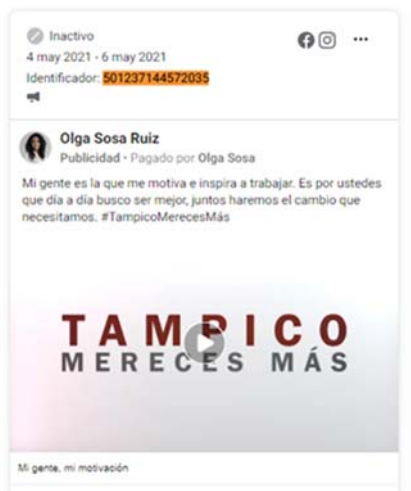 Inactivo
4 may 2021 - 6 may 2021
Identificador: 501237144572035
Olga Sosa Ruiz
Publicidad • Pagado por Olga Sosa
Mi gente es la que me motiva e inspira a trabajar. Es por ustedes
que día a día busco ser mejor, juntos haremos el cambio que
necesitamos. #TampicoMerecesMás
TAMPICO
MERECES MÁS
Mi gente, mi motivación